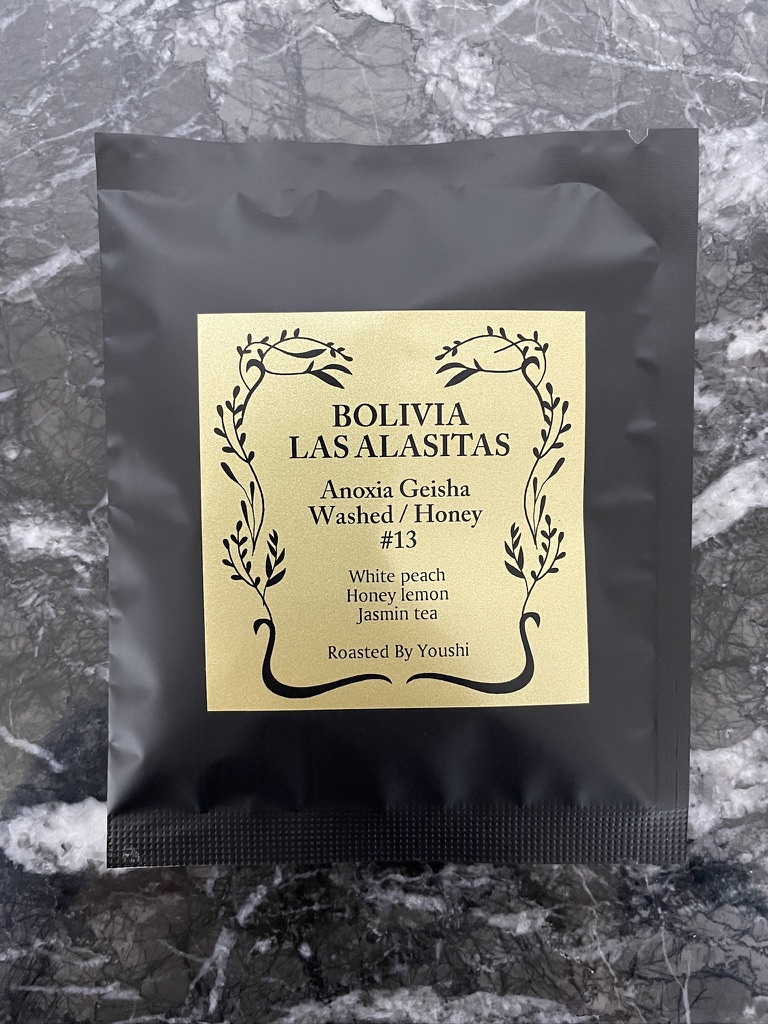 BOLIVIA
LAS ALASITAS
Anoxia Geisha
Washed / Honey
#13
White peach
Honey lemon
Jasmin tea
Roasted By Youshi